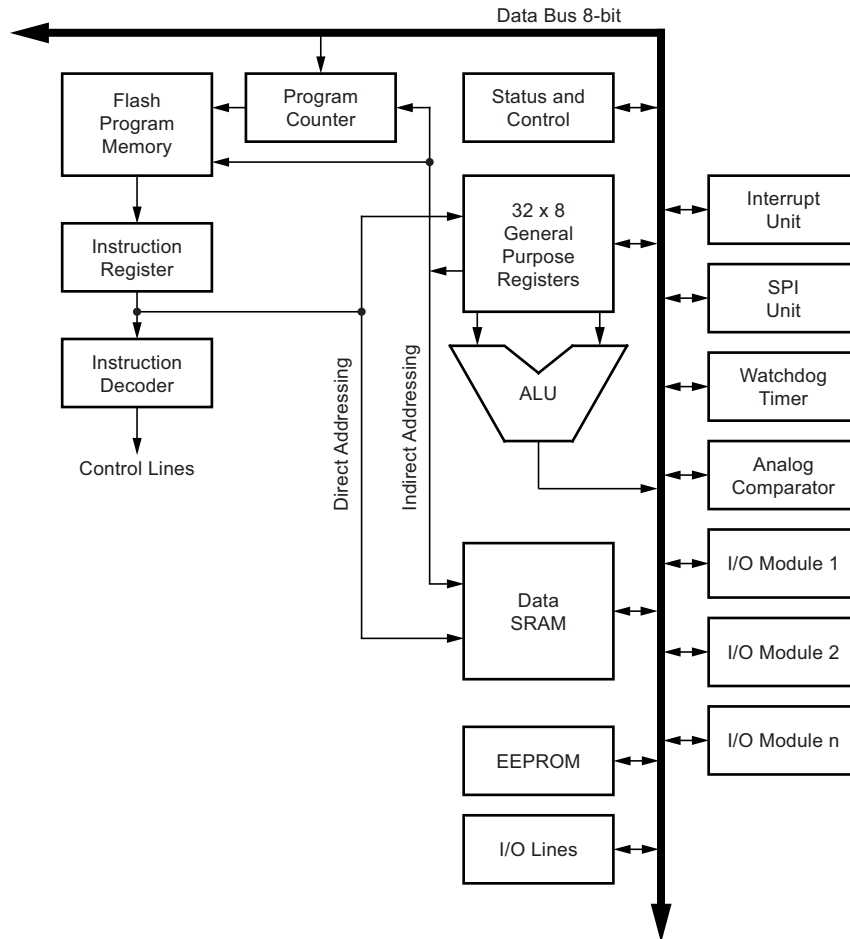 Data Bus 8-bit
Flash
Program
Memory
Program
Counter
Status and
Control
32 x 8
General
Purpose
Registers
Interrupt
Unit
Instruction
Register
SPI
Unit
Instruction
Decoder
Direct Addressing
Indirect Addressing
ALU
Watchdog
Timer
Control Lines
Analog
Comparator
Data
SRAM
I/O Module 1
I/O Module 2
I/O Module n
EEPROM
I/O Lines